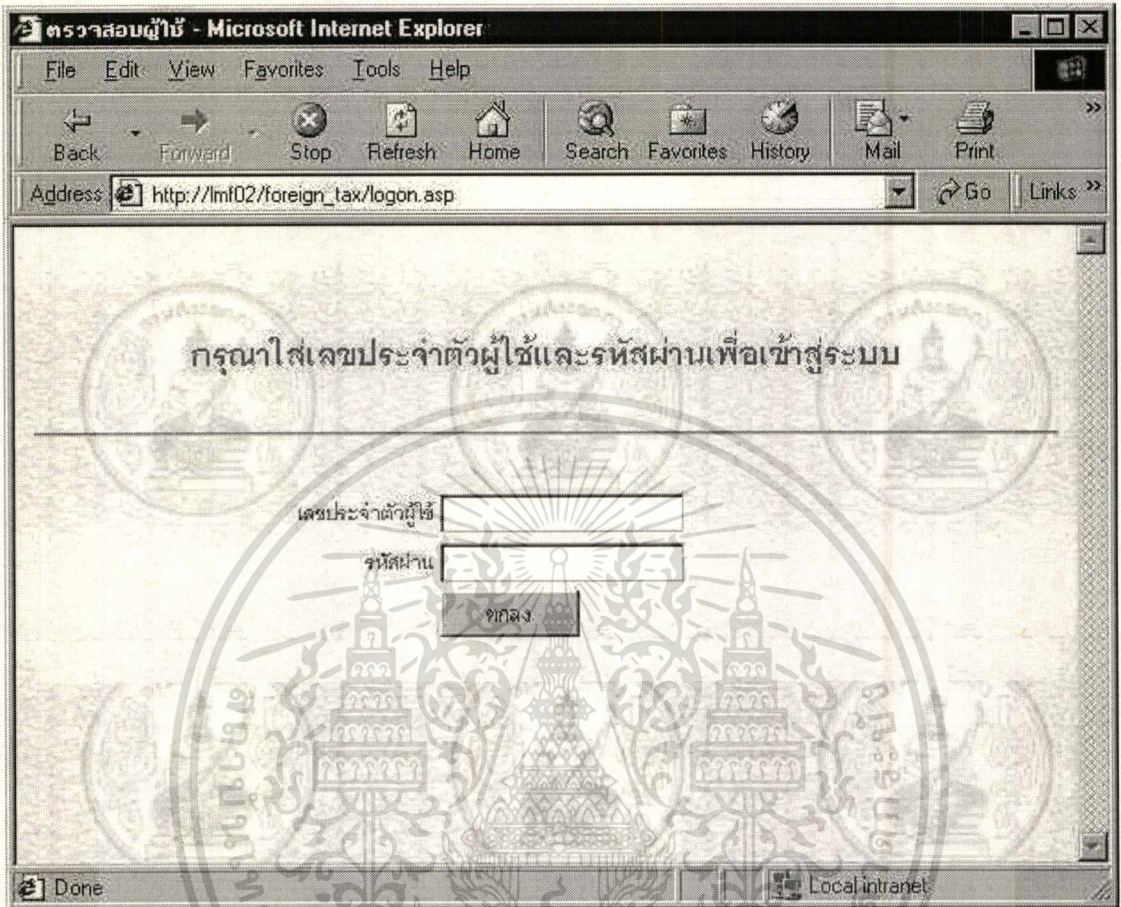 ตรวจสอบผู้ใช้ - Microsoft Internet Explorer
File Edit View Favorites Tools Help
Back Forward Stop Refresh Home Search Favorites History Mail Print »
Address http://lmf02/foreign_tax/logon.asp Go Links »
กรุณาใส่เลขประจำตัวผู้ใช้และรหัสผ่านเพื่อเข้าสู่ระบบ
เลขประจำตัวผู้ใช้
รหัสผ่าน
ตกลง
Done Local intranet